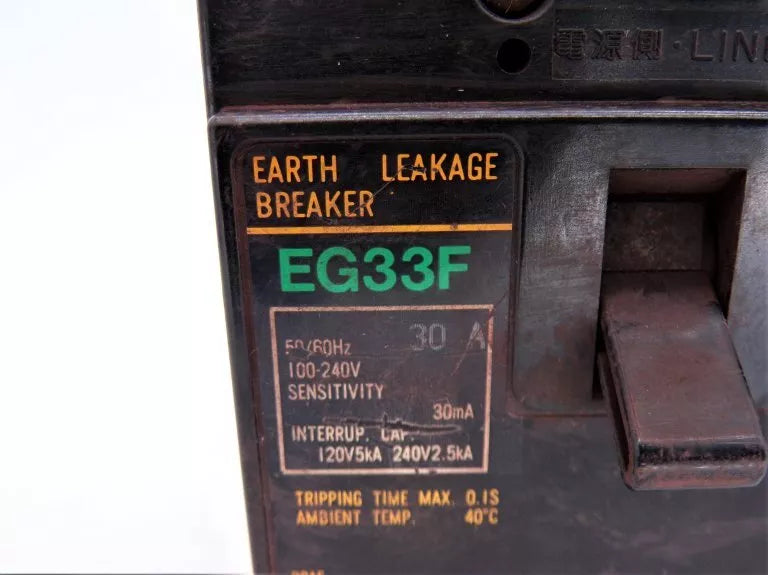 電源側・LINE
EARTH LEAKAGE
BREAKER
EG33F
30 A
50/60Hz
100-240V
SENSITIVITY
30mA
INTERRUP. CAP.
120V5kA 240V2.5kA
TRIPPING TIME MAX. 0.1S
AMBIENT TEMP. 40°C